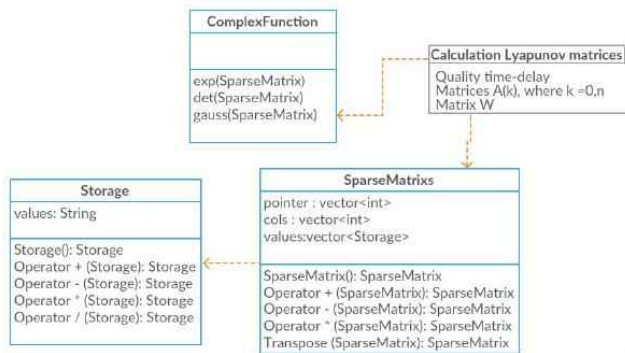 ComplexFunction
exp(SparseMatrix)
det(SparseMatrix)
gauss(SparseMatrix)
Calculation Lyapunov matrices
Quality time-delay
Matrices A(k), where k =0,n
Matrix W
Storage
values: String
Storage(): Storage
Operator + (Storage): Storage
Operator - (Storage): Storage
Operator * (Storage): Storage
Operator / (Storage): Storage
SparseMatrixs
pointer : vector<int>
cols : vector<int>
values:vector<Storage>
SparseMatrix(): SparseMatrix
Operator + (SparseMatrix): SparseMatrix
Operator - (SparseMatrix): SparseMatrix
Operator * (SparseMatrix): SparseMatrix
Transpose (SparseMatrix): SparseMatrix